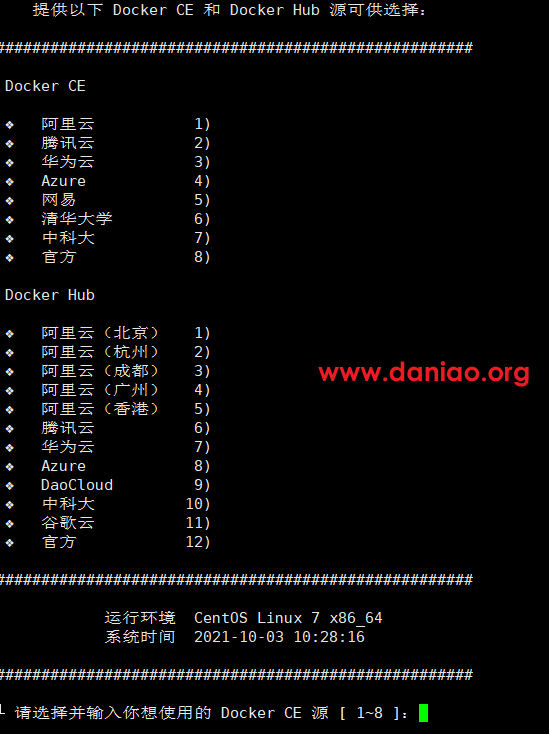 提供以下 Docker CE 和 Docker Hub 源可供选择：
#####################################################
Docker CE
❖ 阿里云 1)
❖ 腾讯云 2)
❖ 华为云 3)
❖ Azure 4)
❖ 网易 5)
❖ 清华大学 6)
❖ 中科大 7)
❖ 官方 8)
Docker Hub
❖ 阿里云（北京） 1)
❖ 阿里云（杭州） 2)
❖ 阿里云（成都） 3)
www.daniao.org
❖ 阿里云（广州） 4)
❖ 阿里云（香港） 5)
❖ 腾讯云 6)
❖ 华为云 7)
❖ Azure 8)
❖ DaoCloud 9)
❖ 中科大 10)
❖ 谷歌云 11)
❖ 官方 12)
#####################################################
运行环境 CentOS Linux 7 x86_64
系统时间 2021-10-03 10:28:16
#####################################################
└ 请选择并输入你想使用的 Docker CE 源 [ 1~8 ]：